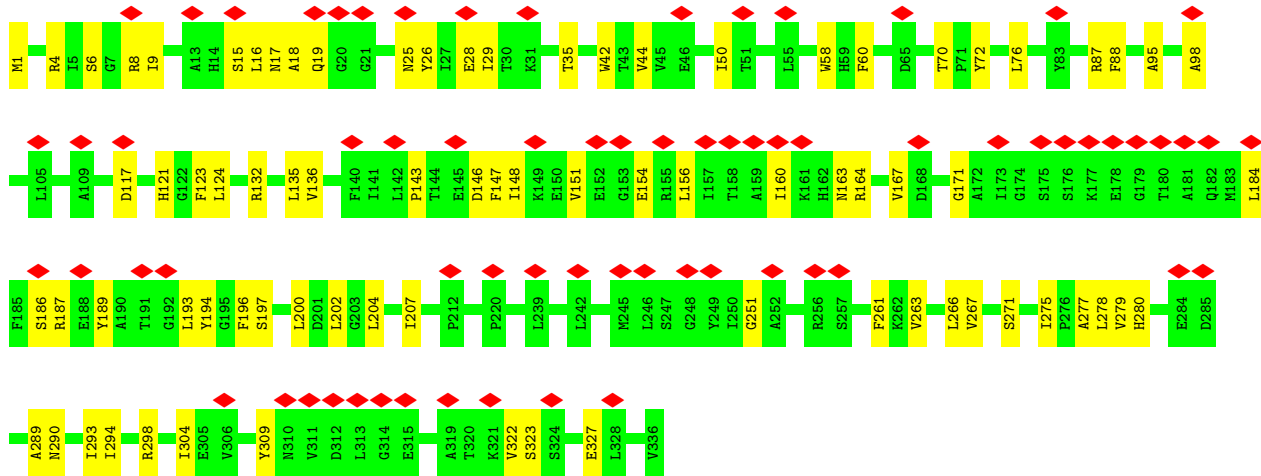 M1 R4 I5 S6 G7 R8 I9 A13 H14 S15 L16 N17 A18 Q19 G20 G21 N25 Y26 I27 E28 I29 T30 K31 T35 W42 T43 V44 V45 E46 I50 T51 L55 W58 H59 F60 D65 T70 P71 Y72 L76 Y83 R87 F88 A95 A98
L105 A109 D117 H121 G122 F123 L124 R132 L135 V136 F140 I141 L142 P143 T144 E145 D146 F147 I148 K149 E150 V151 E152 G153 E154 R155 L156 I157 T158 A159 I160 K161 H162 N163 R164 V167 D168 G171 A172 I173 G174 S175 S176 K177 E178 G179 T180 A181 Q182 M183 L184
F185 S186 R187 E188 Y189 A190 T191 G192 L193 Y194 G195 F196 S197 L200 D201 L202 G203 L204 I207 P212 P220 L239 L242 M245 L246 S247 G248 Y249 I250 G251 A252 R256 S257 F261 K262 V263 L266 V267 S271 I275 P276 A277 L278 V279 H280 E284 D285
A289 N290 I293 I294 R298 I304 E305 V306 Y309 N310 V311 D312 L313 G314 E315 A319 T320 K321 V322 S323 S324 E327 L328 V336